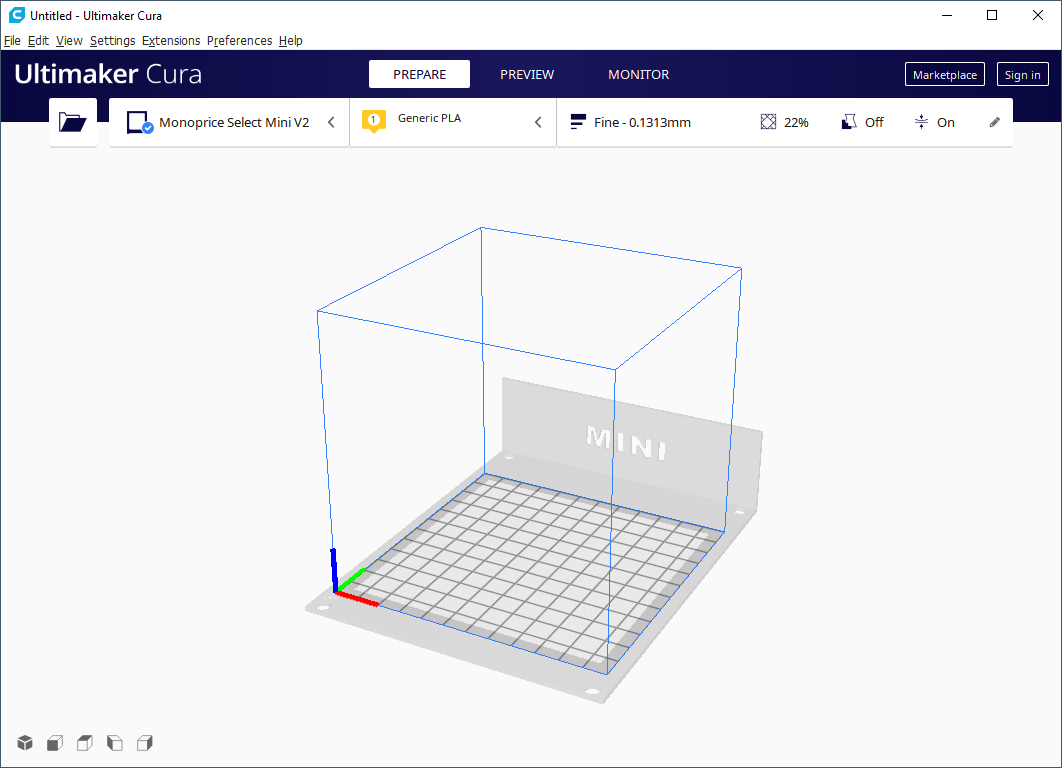 Untitled - Ultimaker Cura
File Edit View Settings Extensions Preferences Help
Ultimaker Cura PREPARE PREVIEW MONITOR Marketplace Sign in
Monoprice Select Mini V2 1 Generic PLA Fine - 0.1313mm 22% Off On
MINI